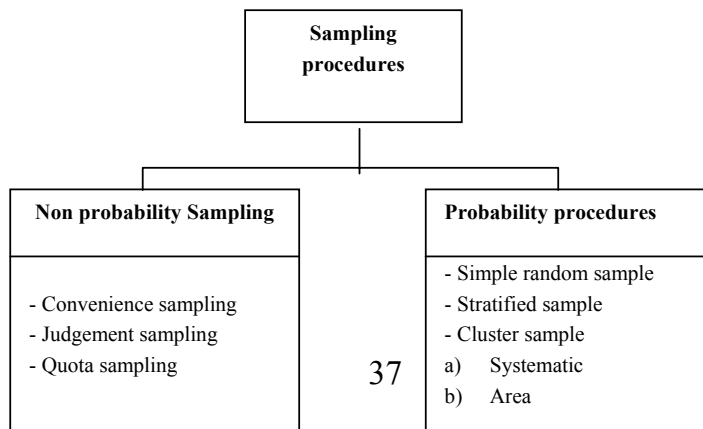 Sampling
procedures
Non probability Sampling
- Convenience sampling
- Judgement sampling
- Quota sampling
Probability procedures
- Simple random sample
- Stratified sample
- Cluster sample
a) Systematic
b) Area
37